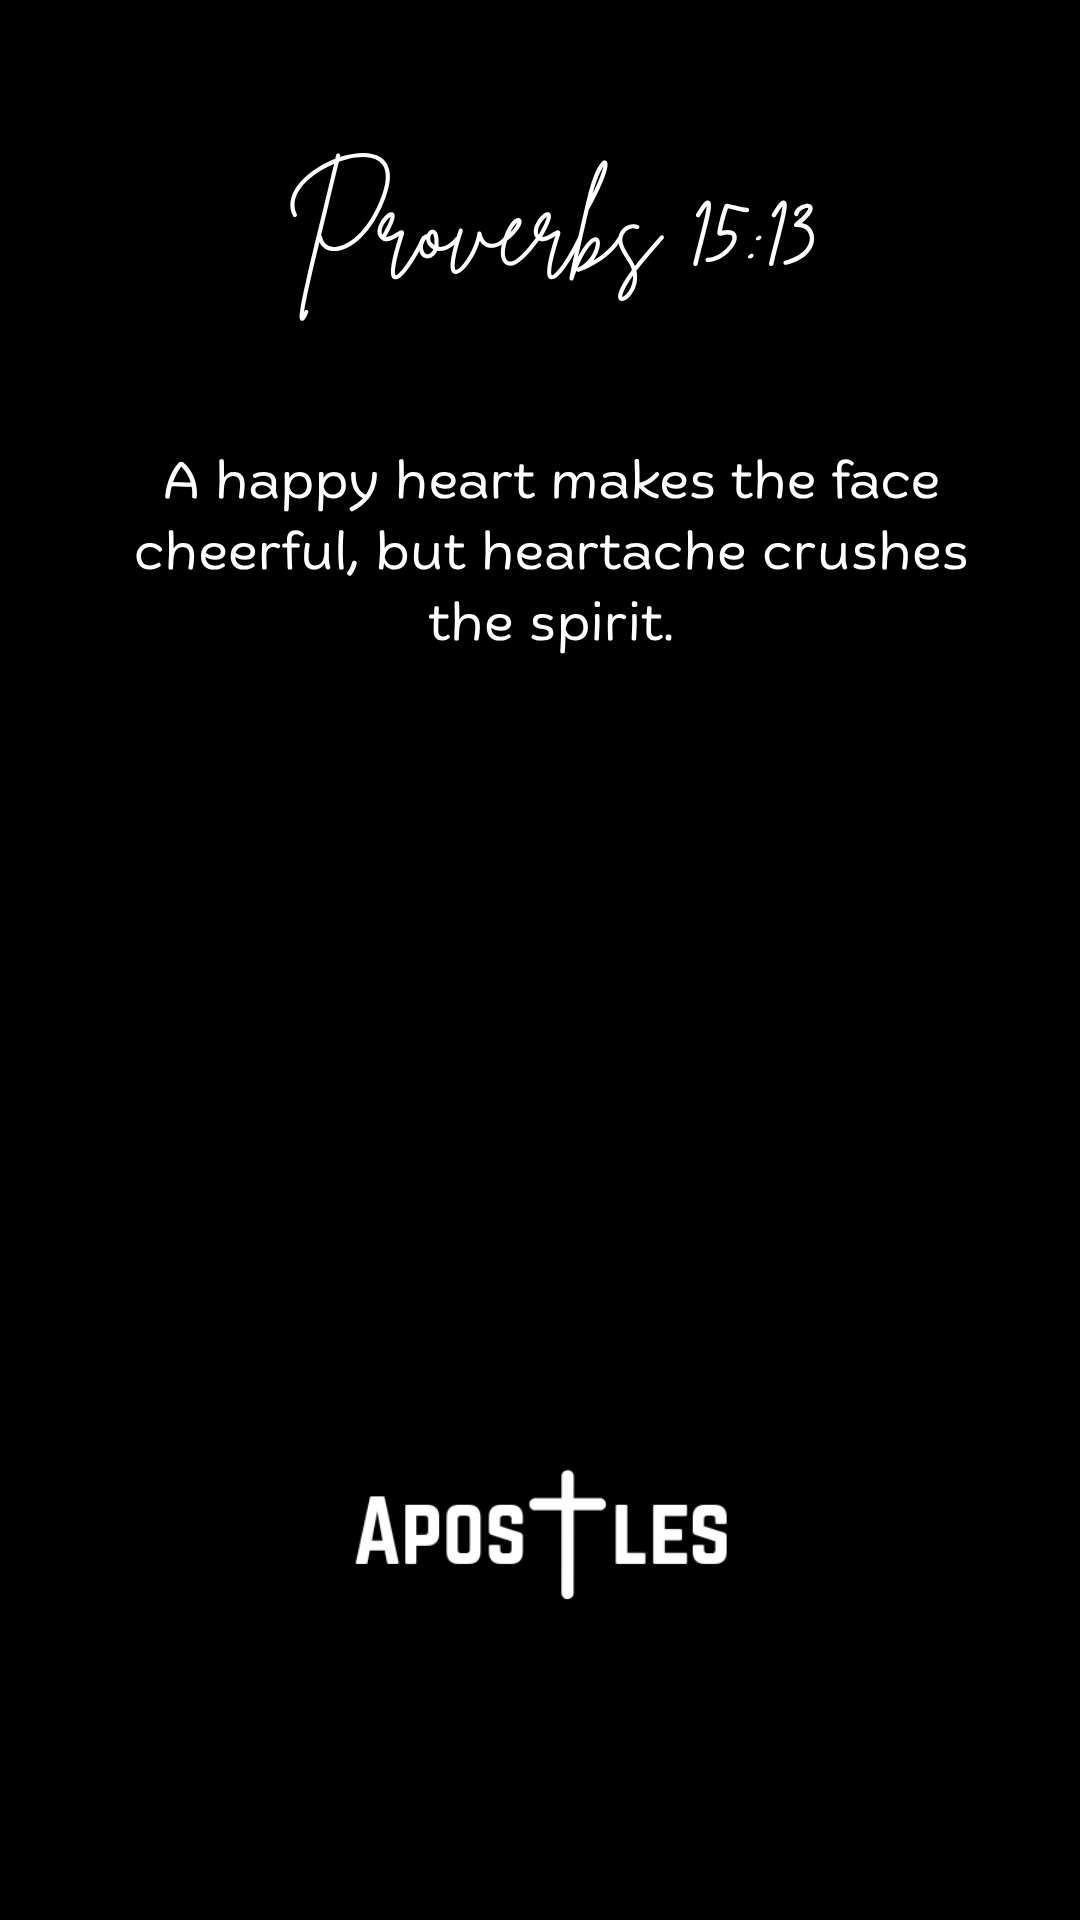 Proverbs 15:13
A happy heart makes the face
cheerful, but heartache crushes
the spirit.
Apostles